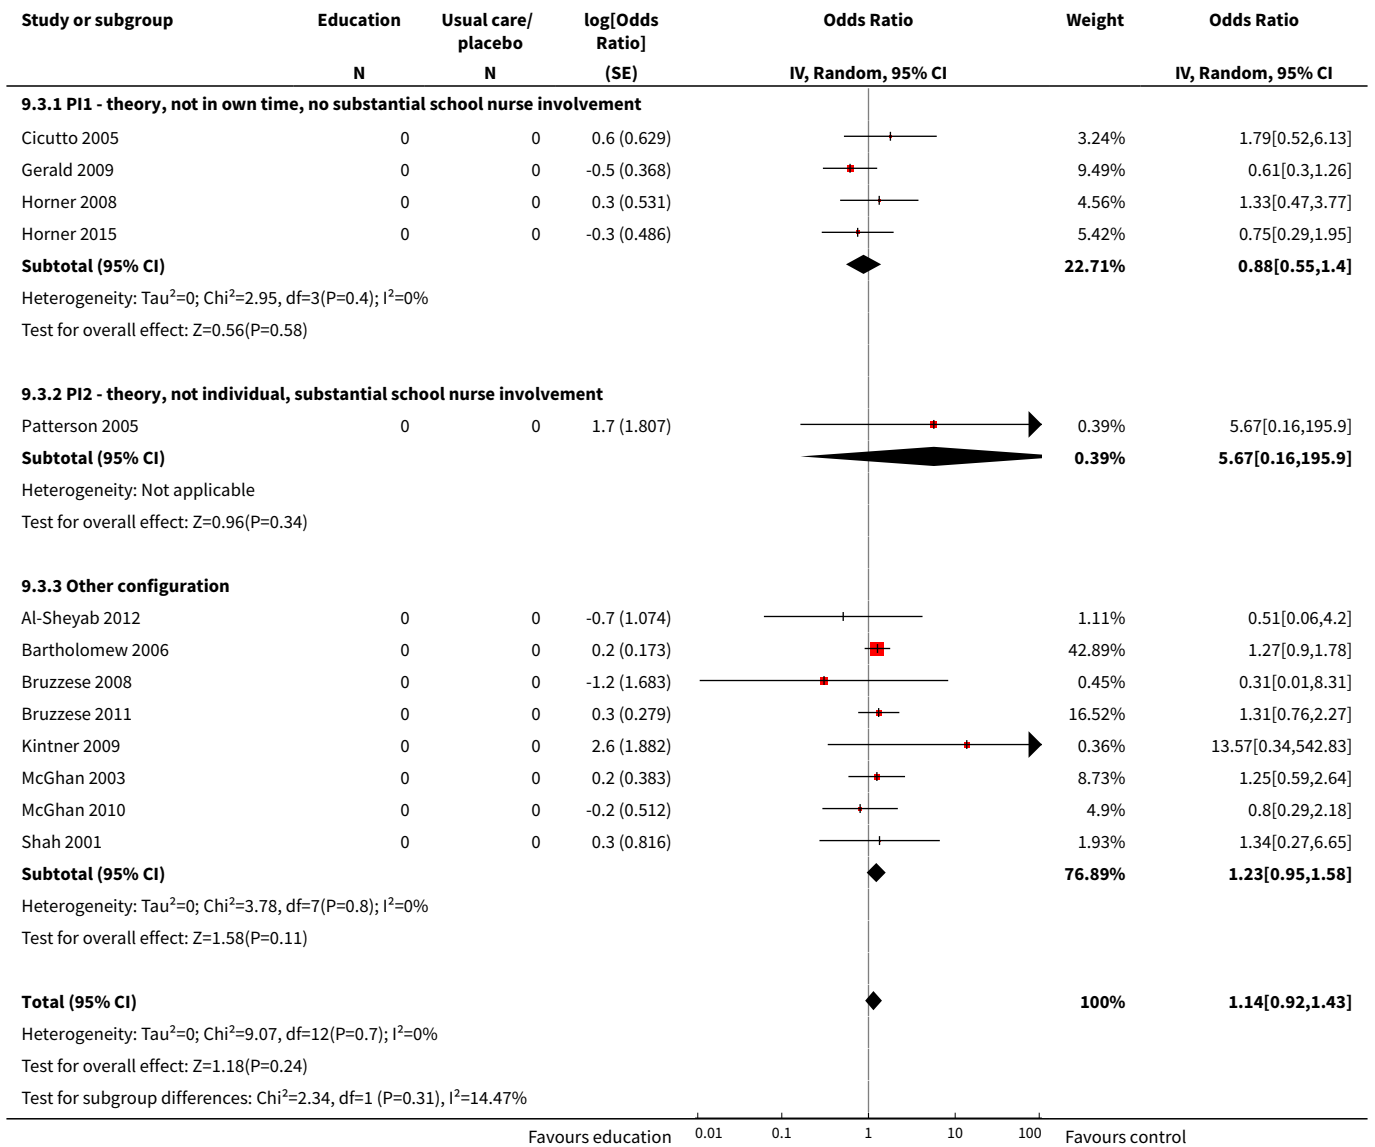 Study or subgroup Education Usual care/ log[Odds Odds Ratio Weight Odds Ratio
placebo Ratio]
N N (SE) IV, Random, 95% CI IV, Random, 95% CI
9.3.1 PI1 - theory, not in own time, no substantial school nurse involvement
Cicutto 2005 0 0 0.6 (0.629) 3.24% 1.79[0.52,6.13]
Gerald 2009 0 0 -0.5 (0.368) 9.49% 0.61[0.3,1.26]
Horner 2008 0 0 0.3 (0.531) 4.56% 1.33[0.47,3.77]
Horner 2015 0 0 -0.3 (0.486) 5.42% 0.75[0.29,1.95]
Subtotal (95% CI) 22.71% 0.88[0.55,1.4]
Heterogeneity: Tau²=0; Chi²=2.95, df=3(P=0.4); I²=0%
Test for overall effect: Z=0.56(P=0.58)
9.3.2 PI2 - theory, not individual, substantial school nurse involvement
Patterson 2005 0 0 1.7 (1.807) 0.39% 5.67[0.16,195.9]
Subtotal (95% CI) 0.39% 5.67[0.16,195.9]
Heterogeneity: Not applicable
Test for overall effect: Z=0.96(P=0.34)
9.3.3 Other configuration
Al-Sheyab 2012 0 0 -0.7 (1.074) 1.11% 0.51[0.06,4.2]
Bartholomew 2006 0 0 0.2 (0.173) 42.89% 1.27[0.9,1.78]
Bruzzese 2008 0 0 -1.2 (1.683) 0.45% 0.31[0.01,8.31]
Bruzzese 2011 0 0 0.3 (0.279) 16.52% 1.31[0.76,2.27]
Kintner 2009 0 0 2.6 (1.882) 0.36% 13.57[0.34,542.83]
McGhan 2003 0 0 0.2 (0.383) 8.73% 1.25[0.59,2.64]
McGhan 2010 0 0 -0.2 (0.512) 4.9% 0.8[0.29,2.18]
Shah 2001 0 0 0.3 (0.816) 1.93% 1.34[0.27,6.65]
Subtotal (95% CI) 76.89% 1.23[0.95,1.58]
Heterogeneity: Tau²=0; Chi²=3.78, df=7(P=0.8); I²=0%
Test for overall effect: Z=1.58(P=0.11)
Total (95% CI) 100% 1.14[0.92,1.43]
Heterogeneity: Tau²=0; Chi²=9.07, df=12(P=0.7); I²=0%
Test for overall effect: Z=1.18(P=0.24)
Test for subgroup differences: Chi²=2.34, df=1 (P=0.31), I²=14.47%
Favours education 0.01 0.1 1 10 100 Favours control